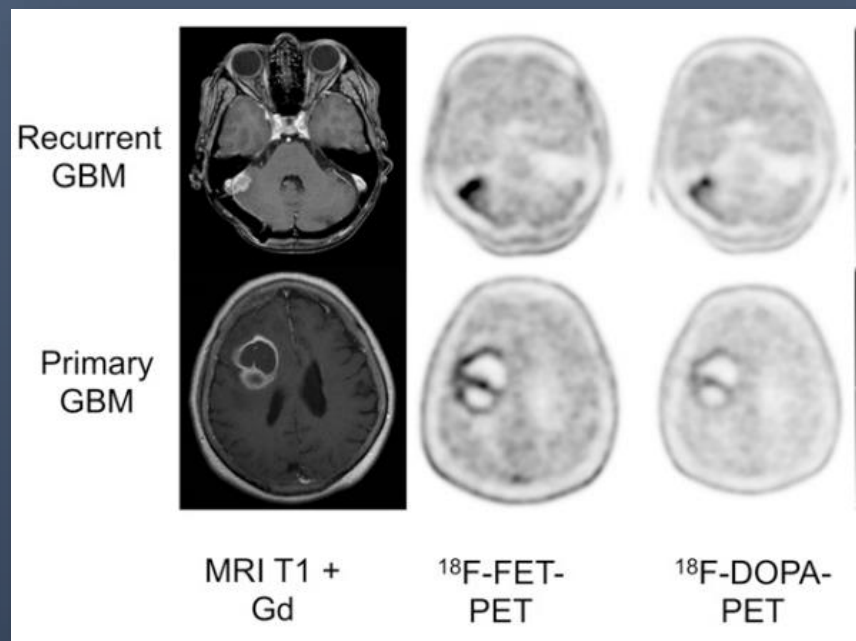 Recurrent
GBM
Primary
GBM
MRI T1 +
Gd
¹⁸F-FET-
PET
¹⁸F-DOPA-
PET